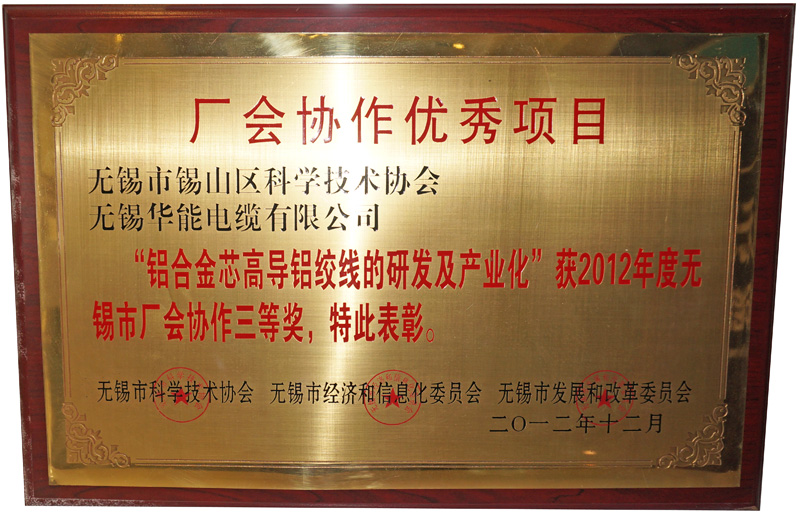 厂会协作优秀项目
无锡市锡山区科学技术协会
无锡华能电缆有限公司
“铝合金芯高导铝绞线的研发及产业化”获2012年度无
锡市厂会协作三等奖，特此表彰。
无锡市科学技术协会 无锡市经济和信息化委员会 无锡市发展和改革委员会
二〇一二年十二月